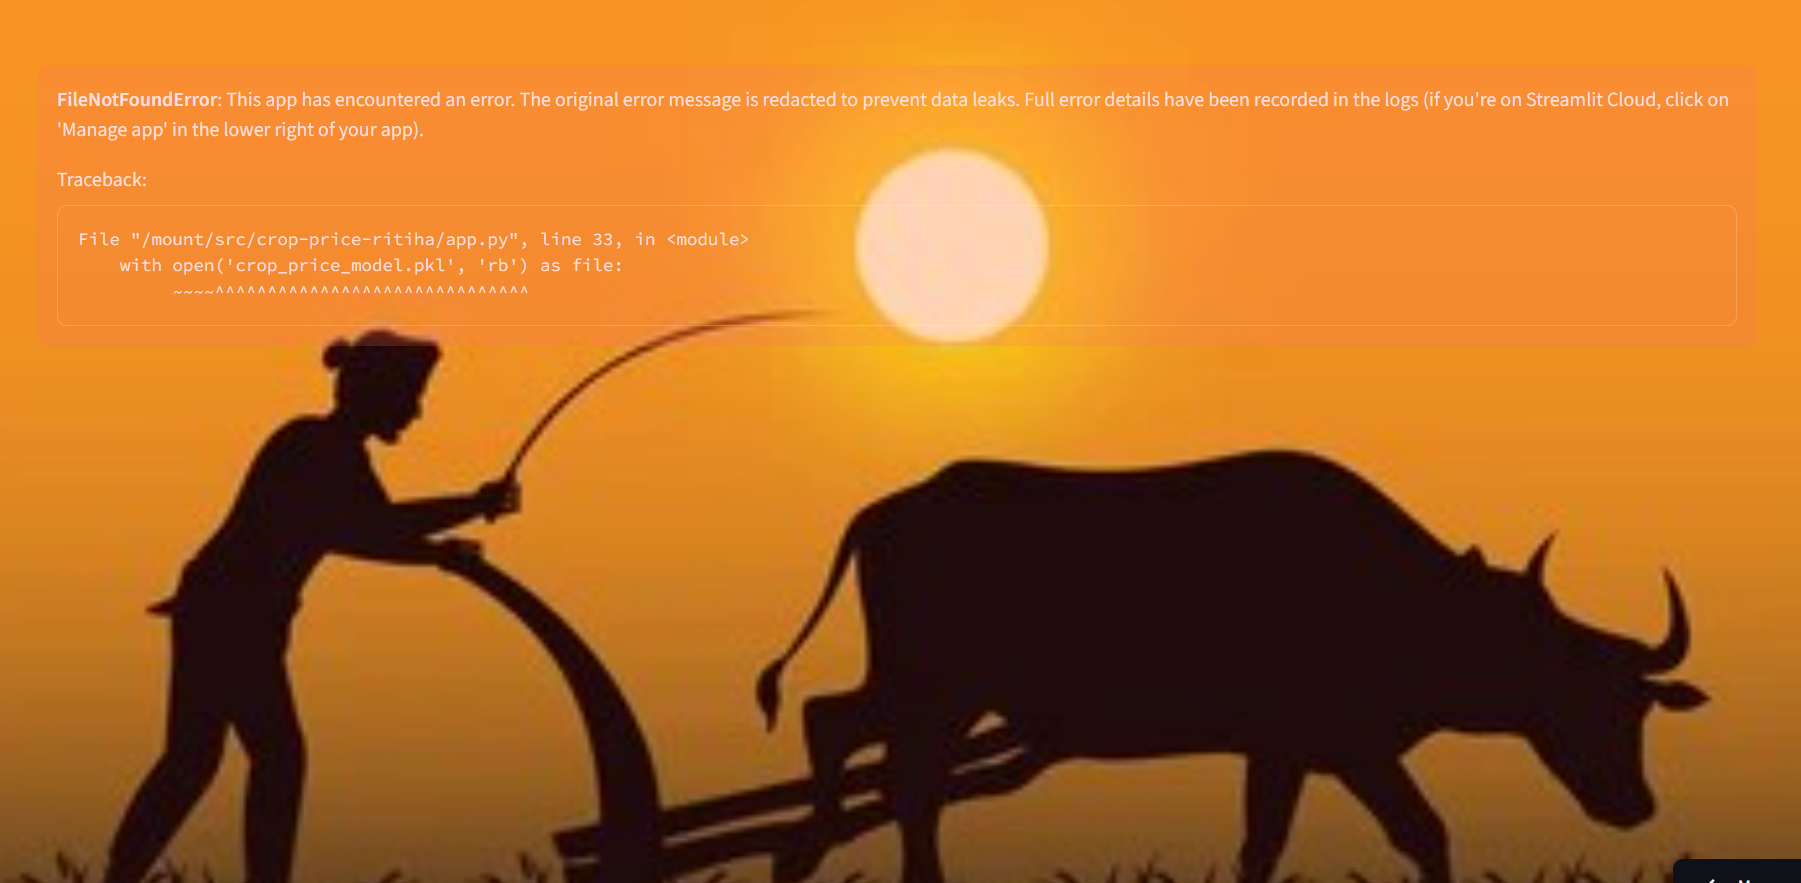 FileNotFoundError: This app has encountered an error. The original error message is redacted to prevent data leaks. Full error details have been recorded in the logs (if you're on Streamlit Cloud, click on
'Manage app' in the lower right of your app).
Traceback:
File "/mount/src/crop-price-ritiha/app.py", line 33, in <module>
    with open('crop_price_model.pkl', 'rb') as file:
         ~~~~^^^^^^^^^^^^^^^^^^^^^^^^^^^^^^